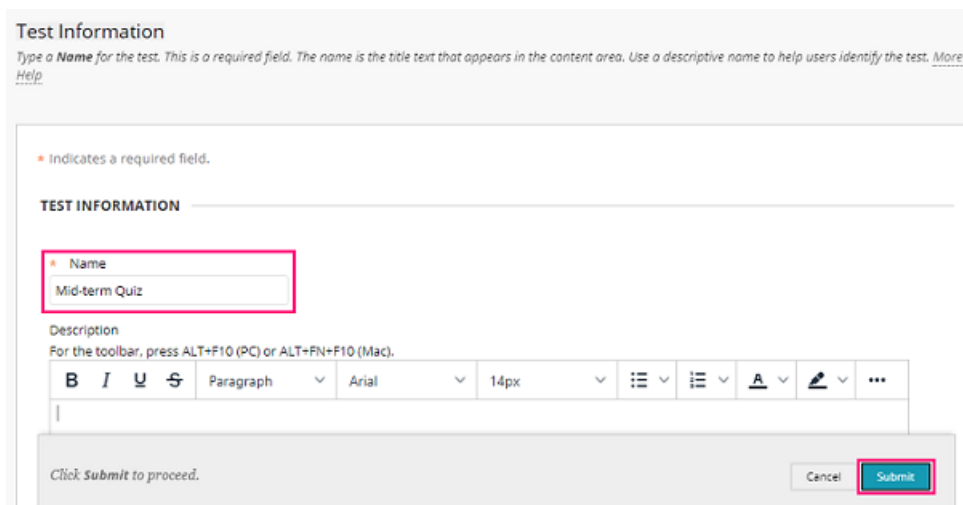 Test Information
Type a Name for the test. This is a required field. The name is the title text that appears in the content area. Use a descriptive name to help users identify the test. More
Help
* Indicates a required field.
TEST INFORMATION
* Name
Mid-term Quiz
Description
For the toolbar, press ALT+F10 (PC) or ALT+FN+F10 (Mac).
B I U S Paragraph Arial 14px A
Click Submit to proceed.
Cancel Submit